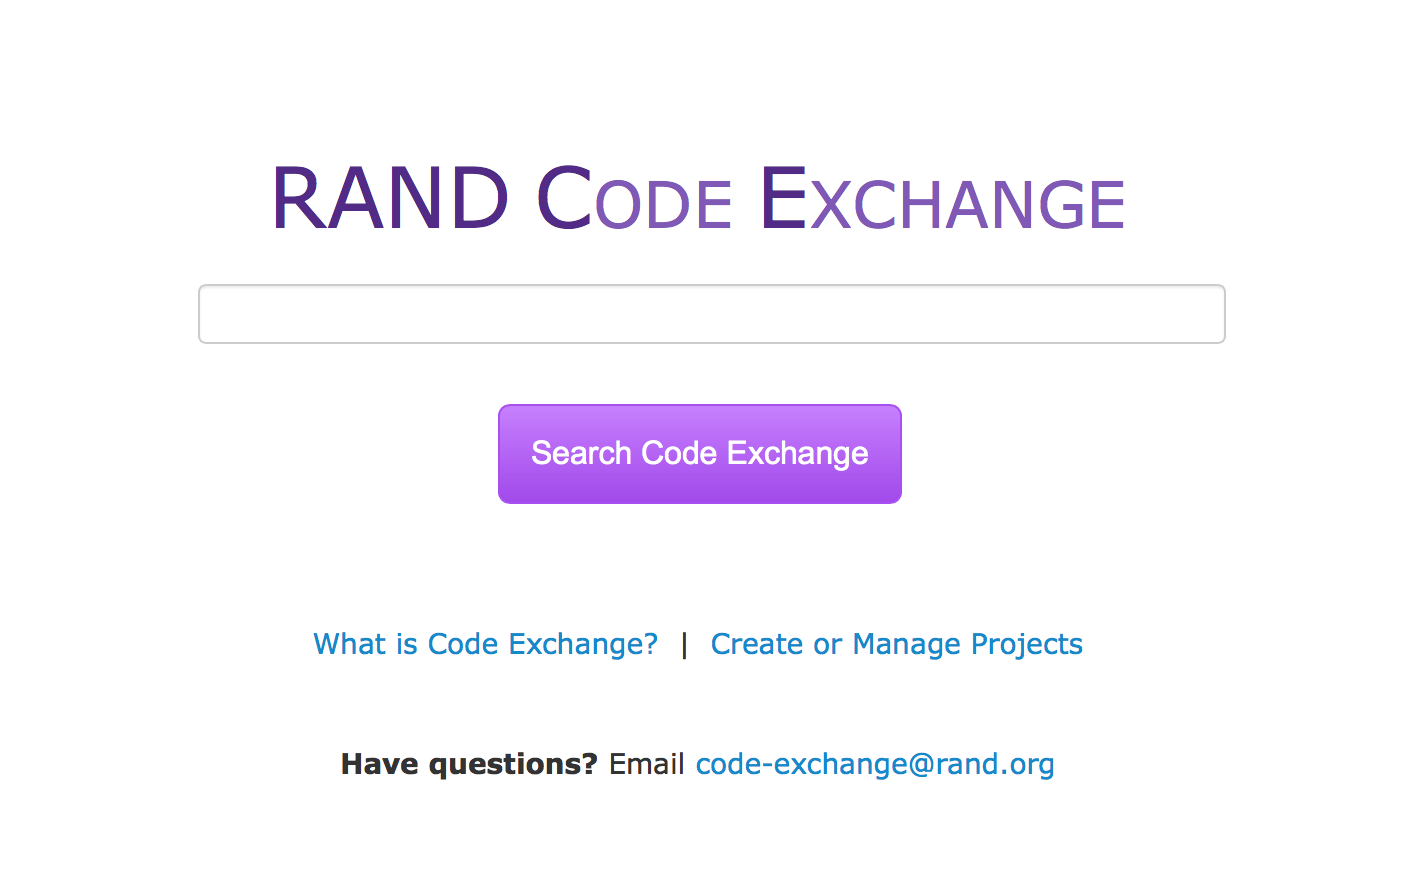 RAND CODE EXCHANGE
Search Code Exchange
What is Code Exchange? | Create or Manage Projects
Have questions? Email code-exchange@rand.org